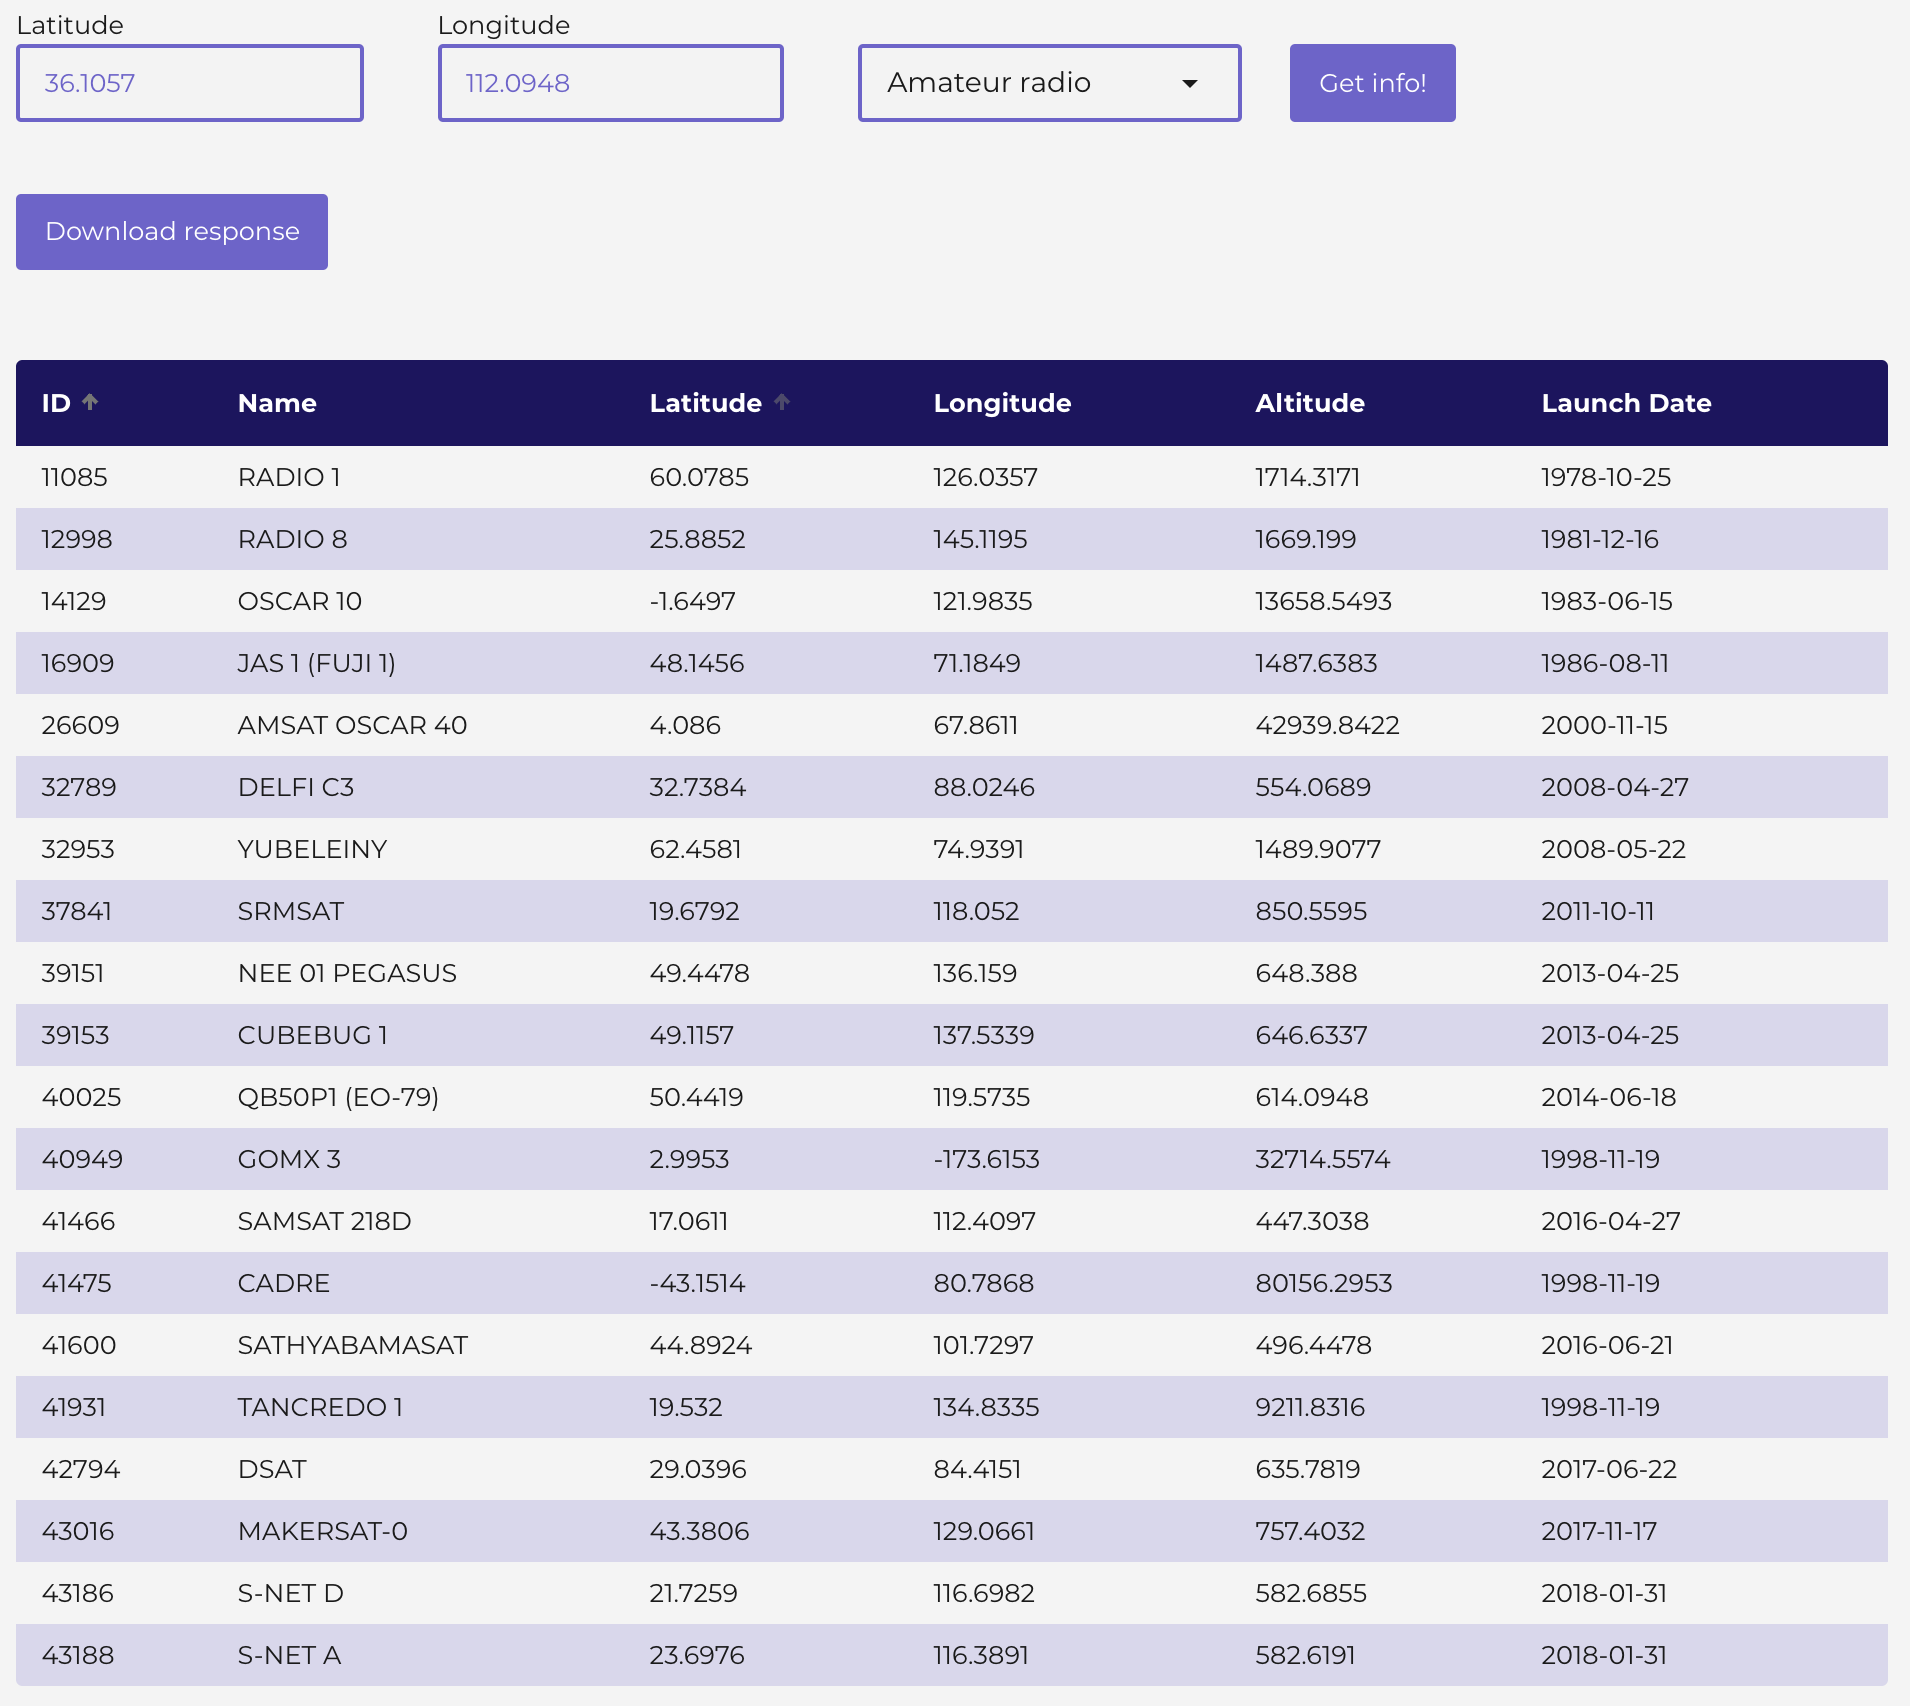 Latitude Longitude
36.1057 112.0948 Amateur radio Get info!
Download response
ID Name Latitude Longitude Altitude Launch Date
11085 RADIO 1 60.0785 126.0357 1714.3171 1978-10-25
12998 RADIO 8 25.8852 145.1195 1669.199 1981-12-16
14129 OSCAR 10 -1.6497 121.9835 13658.5493 1983-06-15
16909 JAS 1 (FUJI 1) 48.1456 71.1849 1487.6383 1986-08-11
26609 AMSAT OSCAR 40 4.086 67.8611 42939.8422 2000-11-15
32789 DELFI C3 32.7384 88.0246 554.0689 2008-04-27
32953 YUBELEINY 62.4581 74.9391 1489.9077 2008-05-22
37841 SRMSAT 19.6792 118.052 850.5595 2011-10-11
39151 NEE 01 PEGASUS 49.4478 136.159 648.388 2013-04-25
39153 CUBEBUG 1 49.1157 137.5339 646.6337 2013-04-25
40025 QB50P1 (EO-79) 50.4419 119.5735 614.0948 2014-06-18
40949 GOMX 3 2.9953 -173.6153 32714.5574 1998-11-19
41466 SAMSAT 218D 17.0611 112.4097 447.3038 2016-04-27
41475 CADRE -43.1514 80.7868 80156.2953 1998-11-19
41600 SATHYABAMASAT 44.8924 101.7297 496.4478 2016-06-21
41931 TANCREDO 1 19.532 134.8335 9211.8316 1998-11-19
42794 DSAT 29.0396 84.4151 635.7819 2017-06-22
43016 MAKERSAT-0 43.3806 129.0661 757.4032 2017-11-17
43186 S-NET D 21.7259 116.6982 582.6855 2018-01-31
43188 S-NET A 23.6976 116.3891 582.6191 2018-01-31